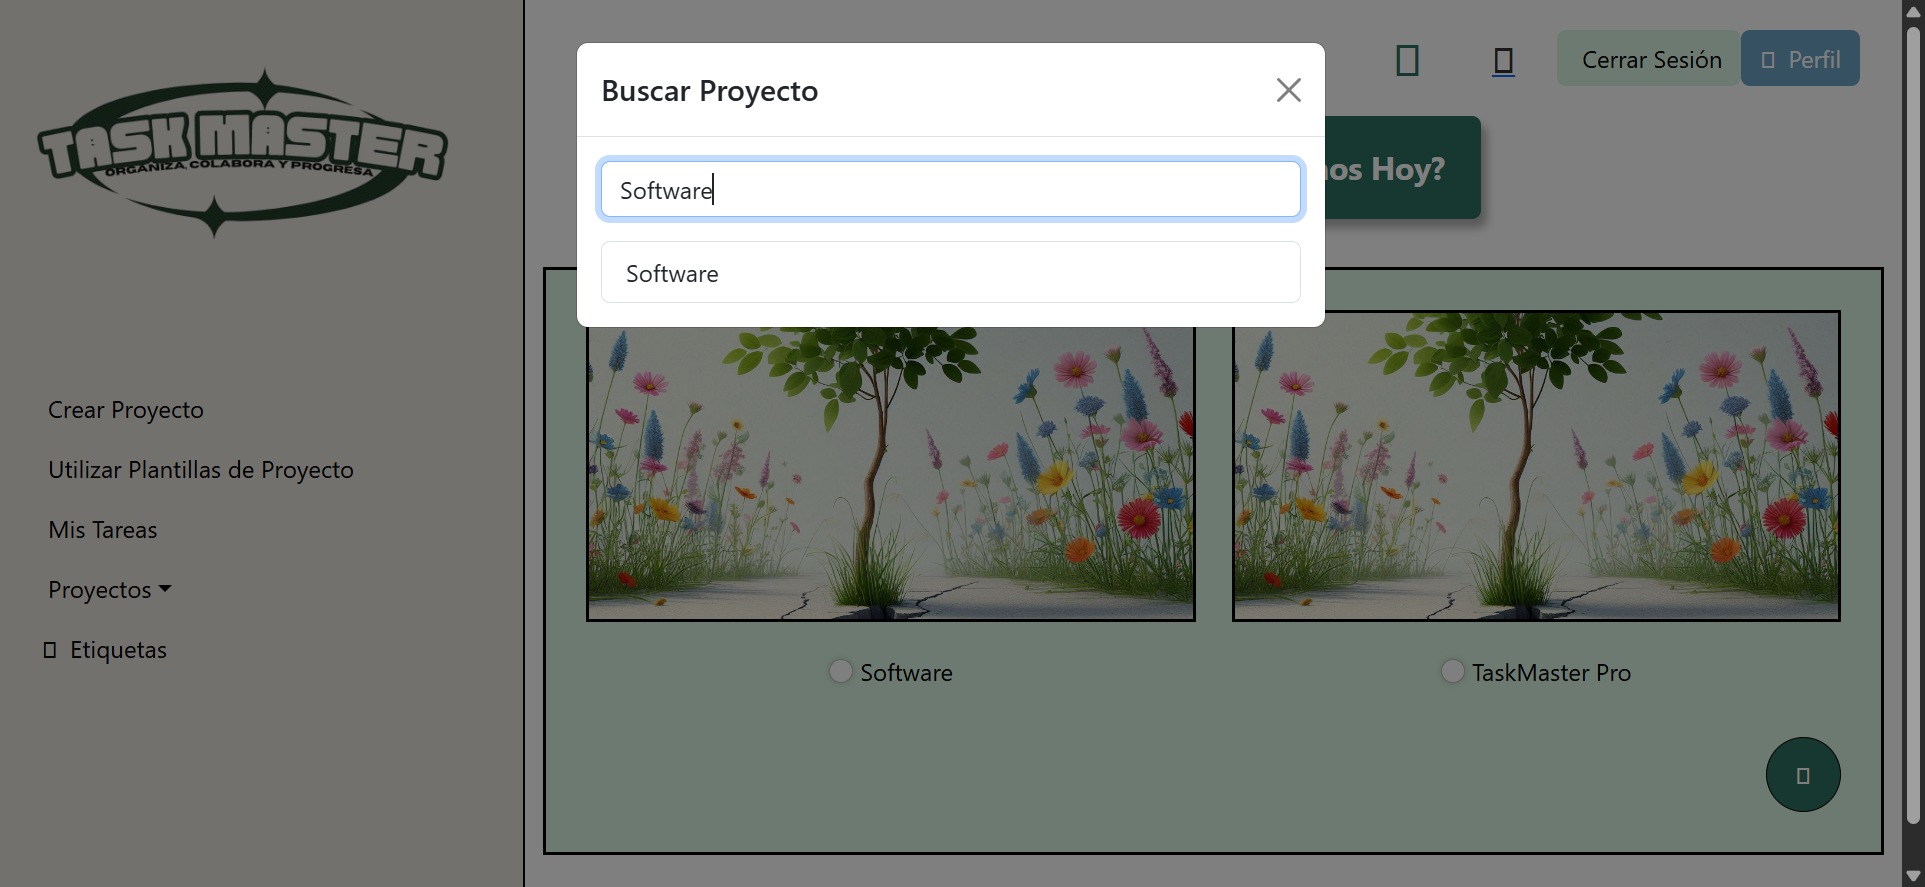 TASK MASTER
ORGANIZA, COLABORA Y PROGRESA
Crear Proyecto
Utilizar Plantillas de Proyecto
Mis Tareas
Proyectos
Etiquetas
Buscar Proyecto
Software
Software
Cerrar Sesión
Perfil
Hoy?
Software
TaskMaster Pro